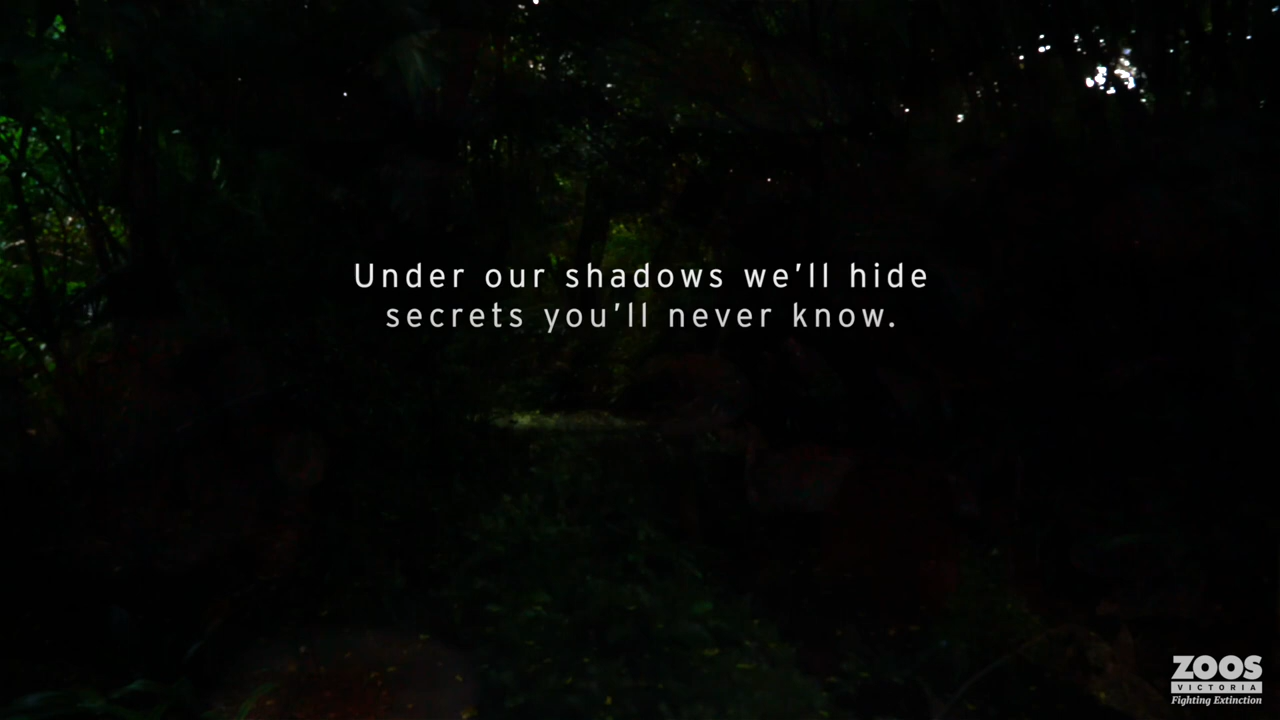 Under our shadows we'll hide
secrets you'll never know.
ZOOS
VICTORIA
Fighting Extinction